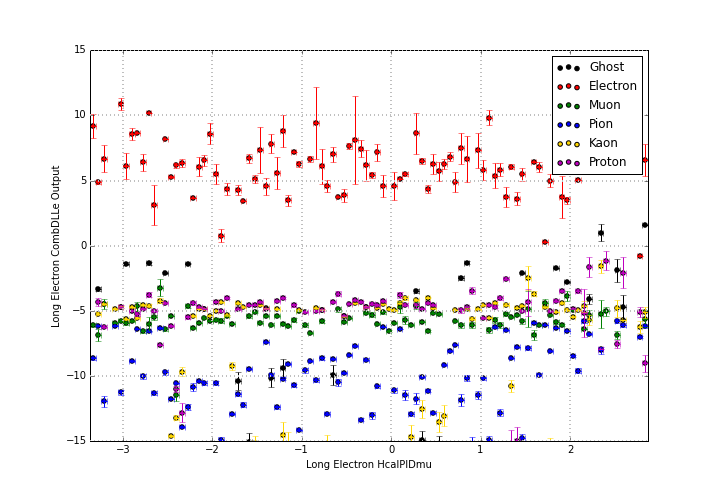 15
10
5
0
−5
−10
−15
−3
−2
−1
0
1
2
Long Electron HcalPIDmu
Long Electron CombDLLe Output
Ghost
Electron
Muon
Pion
Kaon
Proton